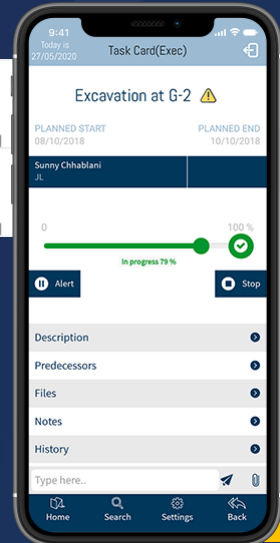 9:41
Today is
27/05/2020
Task Card(Exec)
Excavation at G-2
PLANNED START
PLANNED END
08/10/2018
10/10/2018
Sunny Chhablani
JL
0
100 %
In progress 79 %
Alert
Stop
Description
Predecessors
Files
Notes
History
Type here..
Home
Search
Settings
Back